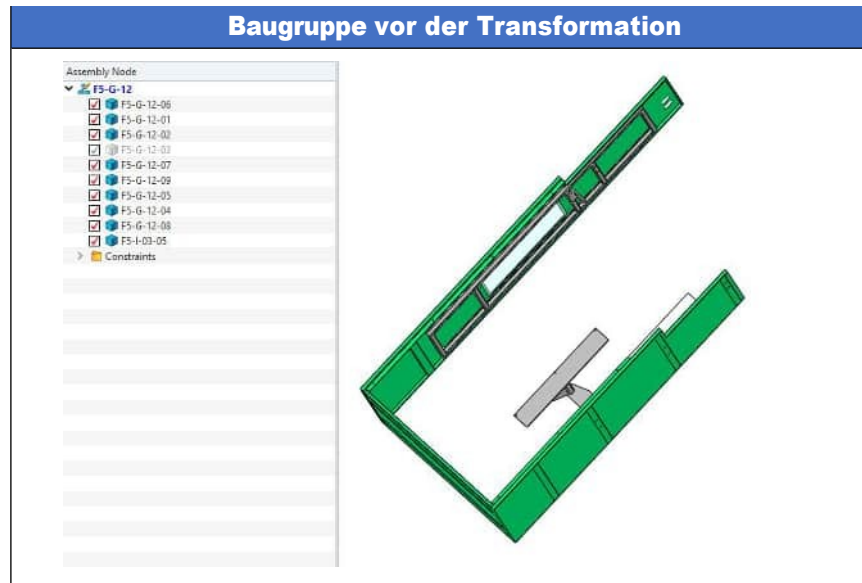 Baugruppe vor der Transformation
Assembly Node
F5-G-12
F5-G-12-06
F5-G-12-01
F5-G-12-02
F5-G-12-03
F5-G-12-07
F5-G-12-09
F5-G-12-05
F5-G-12-04
F5-G-12-08
F5-I-03-05
Constraints